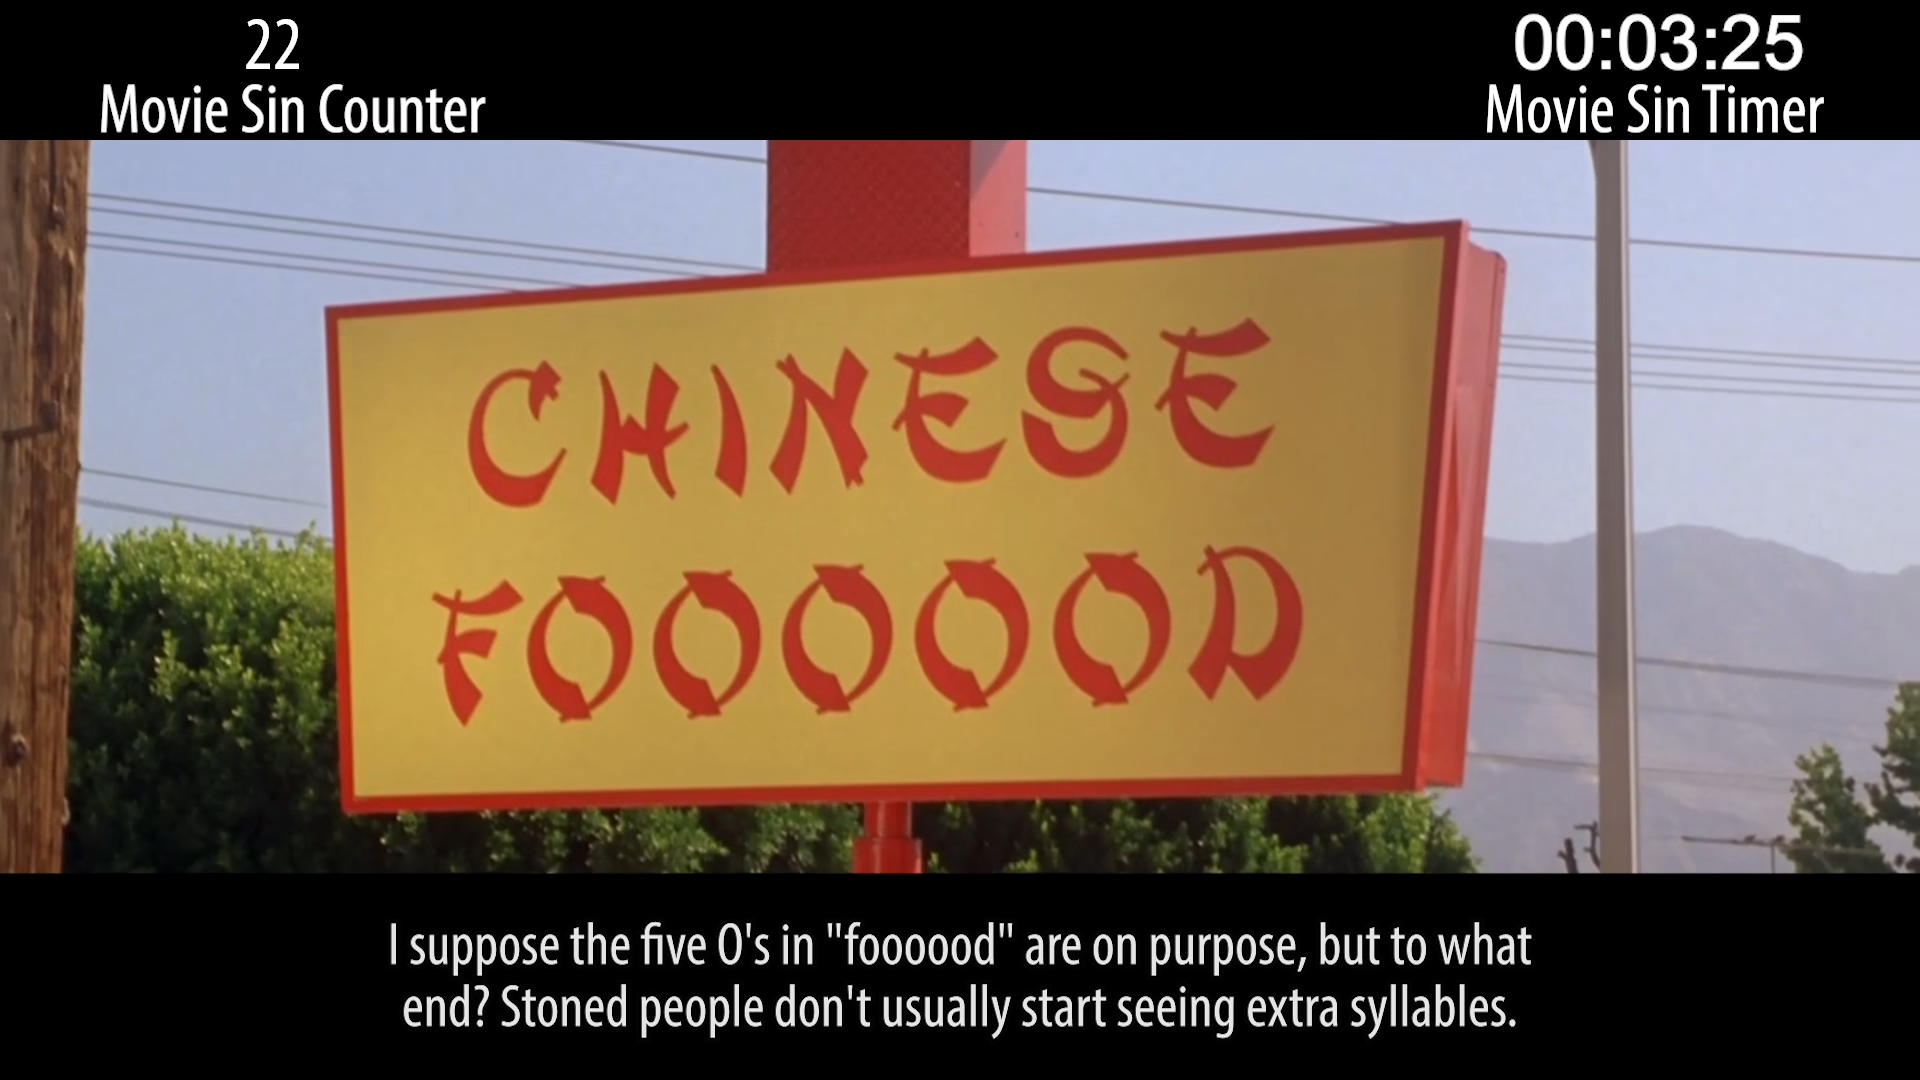 22
Movie Sin Counter
00:03:25
Movie Sin Timer
CHINESE
FOOOOOD
I suppose the five O's in "foooood" are on purpose, but to what
end? Stoned people don't usually start seeing extra syllables.